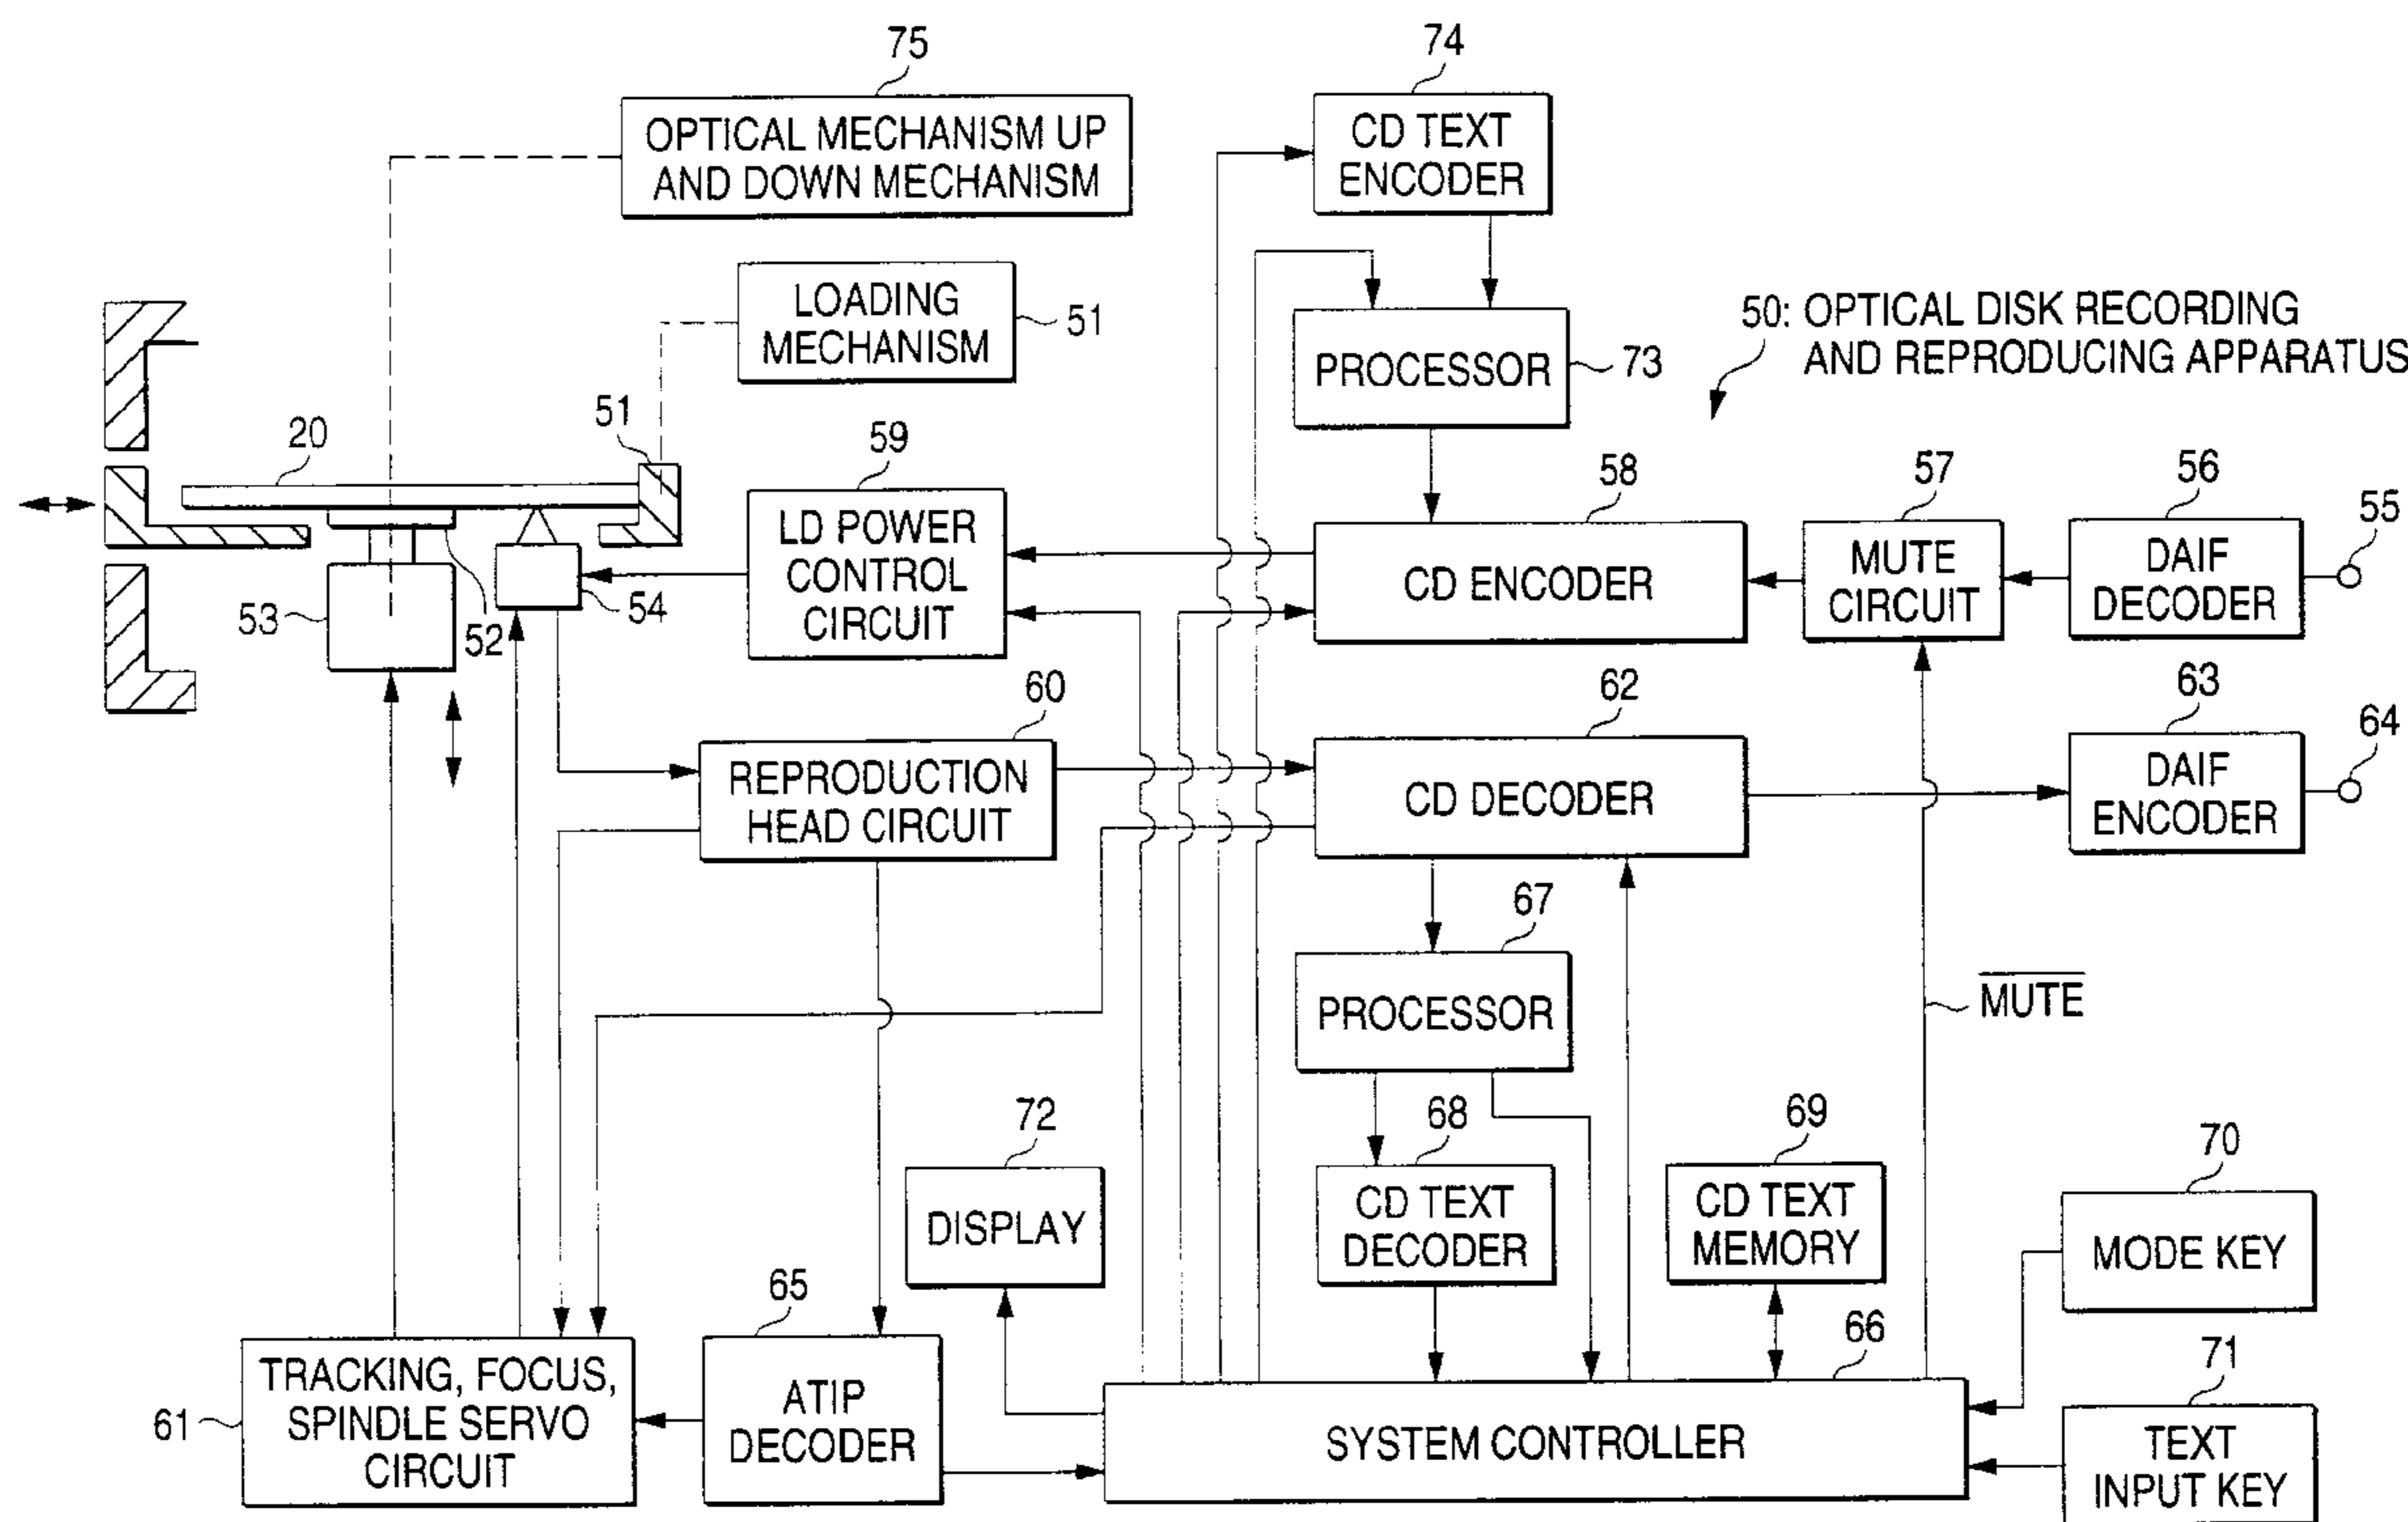 75
74
OPTICAL MECHANISM UP
AND DOWN MECHANISM
CD TEXT
ENCODER
LOADING
MECHANISM
51
50: OPTICAL DISK RECORDING
AND REPRODUCING APPARATUS
PROCESSOR
73
20
51
59
58
57
56
55
LD POWER
CONTROL
CIRCUIT
CD ENCODER
MUTE
CIRCUIT
DAIF
DECODER
53
52
54
60
62
63
64
REPRODUCTION
HEAD CIRCUIT
CD DECODER
DAIF
ENCODER
67
PROCESSOR
MUTE
72
68
69
70
DISPLAY
CD TEXT
DECODER
CD TEXT
MEMORY
MODE KEY
65
66
71
61
TRACKING, FOCUS,
SPINDLE SERVO
CIRCUIT
ATIP
DECODER
SYSTEM CONTROLLER
TEXT
INPUT KEY